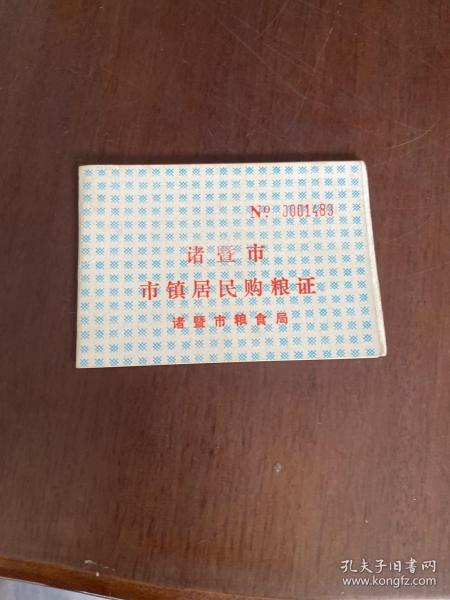 No. J001483
诸暨市
市镇居民购粮证
诸暨市粮食局
孔夫子旧书网
www.kongfz.com